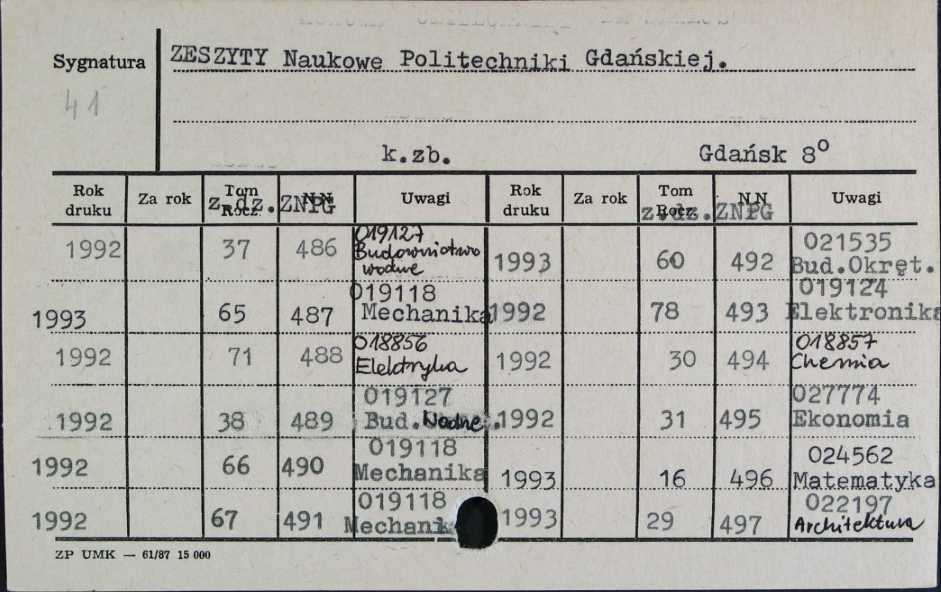 Sygnatura ZESZYTY Naukowe Politechniki Gdańskiej.
41
k.zb. Gdańsk 8°
Rok druku Za rok Tom Rocz. N.N Uwagi Rok druku Za rok Tom Rocz. N.N Uwagi
z.dz. ZNPG z.dz. ZNPG
1992 37 486 019127 Budownictwo wodne 1993 60 492 021535 Bud.Okręt.
1993 65 487 019118 Mechanika 1992 78 493 019124 Elektronika
1992 71 488 018856 Elektryka 1992 30 494 018857 Chemia
1992 38 489 019127 Bud. Wodne. 1992 31 495 027774 Ekonomia
1992 66 490 019118 Mechanika 1993 16 496 024562 Matematyka
1992 67 491 019118 Mechanik 1993 29 497 022197 Architektura
ZP UMK — 61/87 15 000